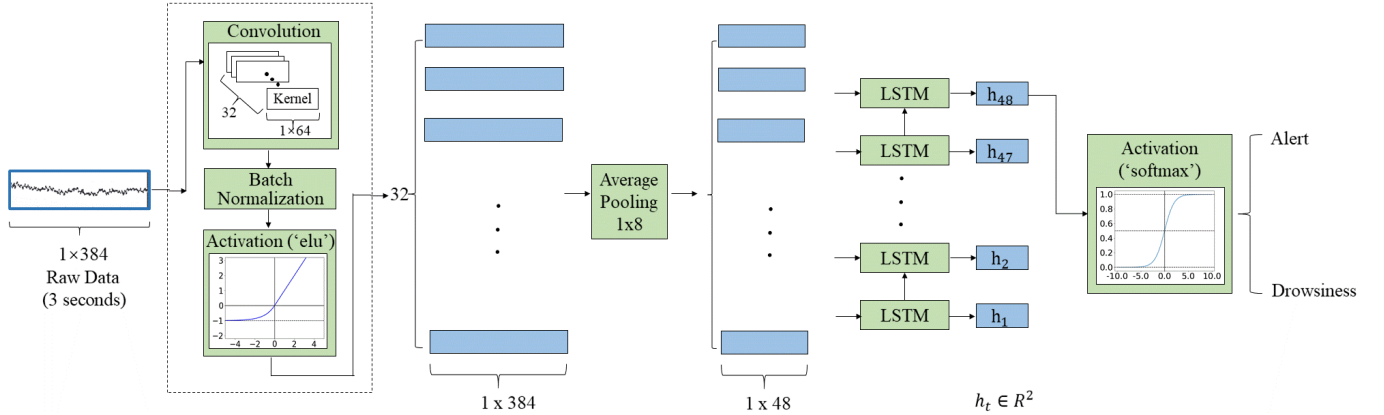 Convolution
32
Kernel
1×64
Batch
Normalization
Activation ('elu')
3
2
1
0
−1
−2
−4 −2 0 2 4
1×384
Raw Data
(3 seconds)
32
1 x 384
Average
Pooling
1x8
1 x 48
LSTM
h48
LSTM
h47
LSTM
h2
LSTM
h1
ht ∈ R²
Activation
('softmax')
1.0
0.8
0.6
0.4
0.2
0.0
−10.0 −5.0 0.0 5.0 10.0
Alert
Drowsiness